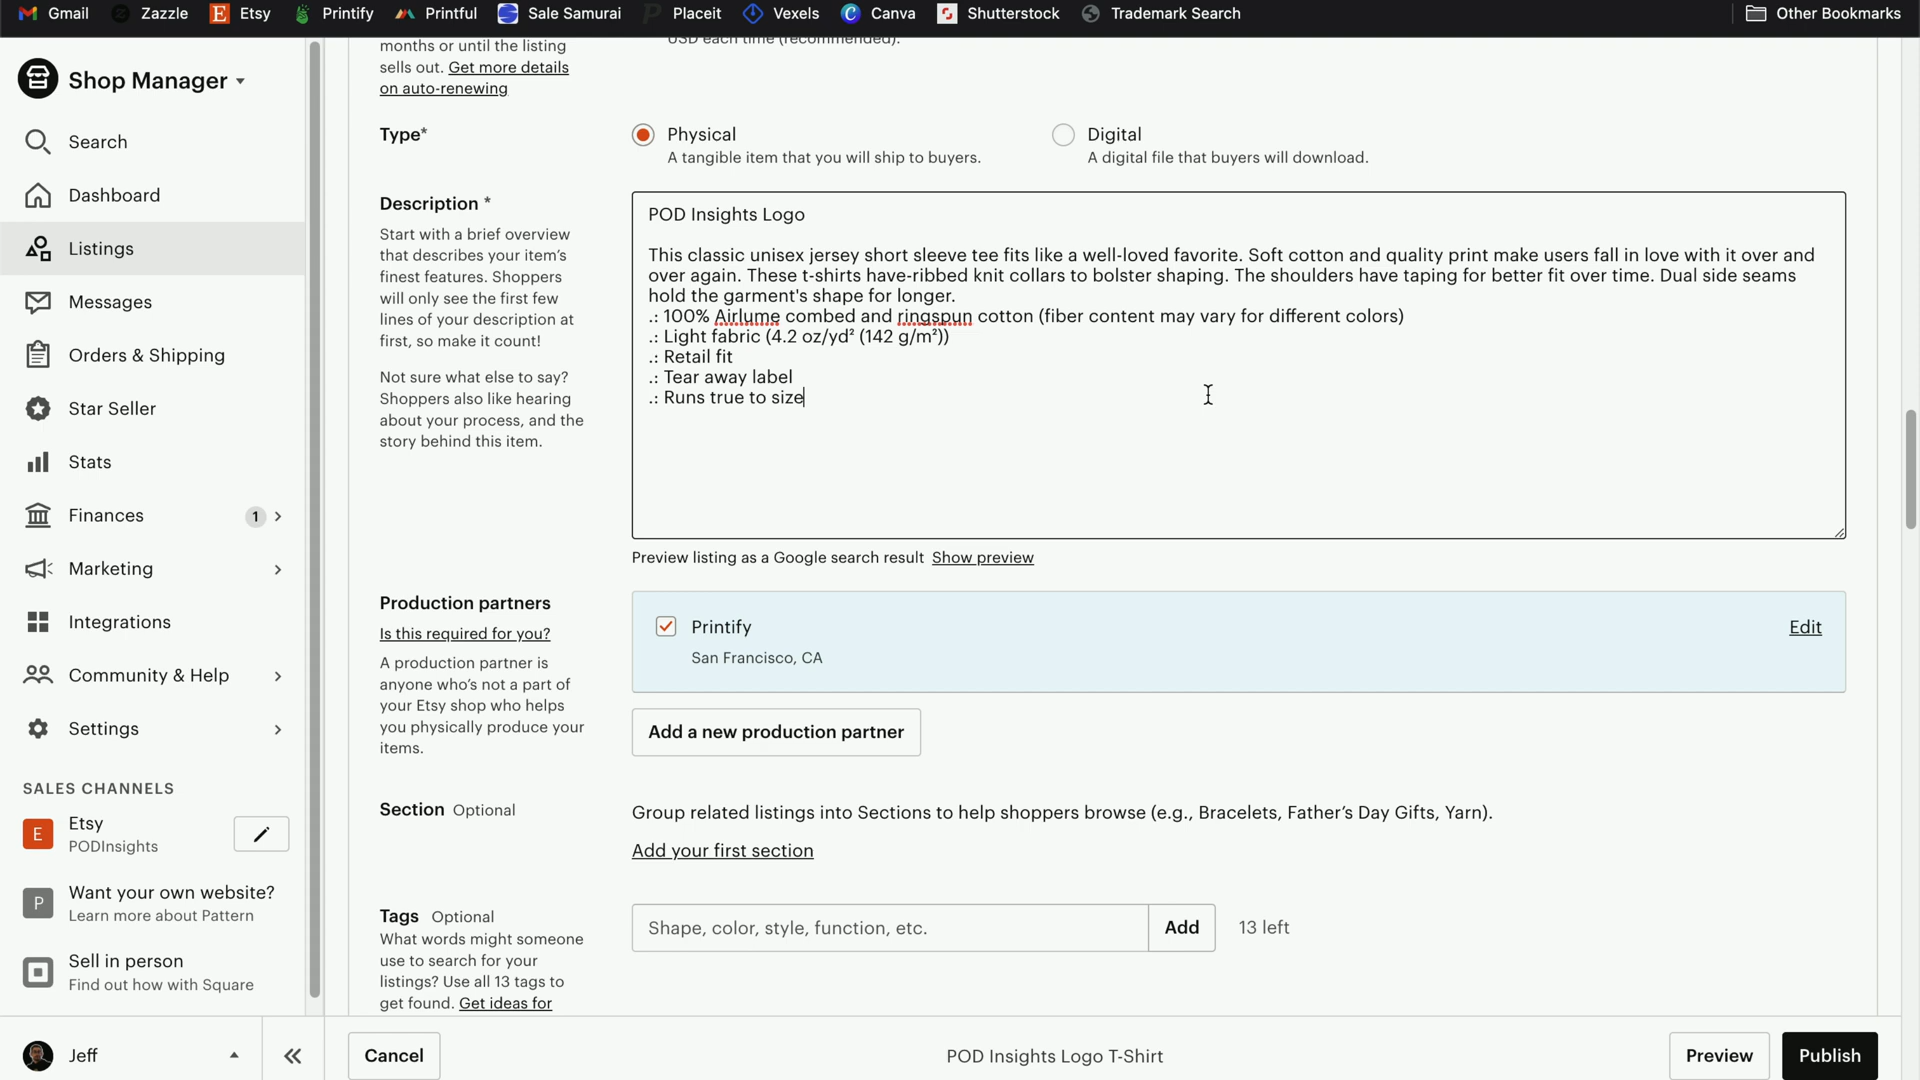 Gmail Zazzle Etsy Printify Printful Sale Samurai Placeit Vexels Canva Shutterstock Trademark Search Other Bookmarks
Shop Manager
Search
Dashboard
Listings
Messages
Orders & Shipping
Star Seller
Stats
Finances 1
Marketing
Integrations
Community & Help
Settings
SALES CHANNELS
E Etsy
PODInsights
P Want your own website?
Learn more about Pattern
Sell in person
Find out how with Square
Jeff
months or until the listing
sells out. Get more details
on auto-renewing
USD each time (recommended).
Type*
Physical
A tangible item that you will ship to buyers.
Digital
A digital file that buyers will download.
Description *
Start with a brief overview
that describes your item's
finest features. Shoppers
will only see the first few
lines of your description at
first, so make it count!
Not sure what else to say?
Shoppers also like hearing
about your process, and the
story behind this item.
POD Insights Logo
This classic unisex jersey short sleeve tee fits like a well-loved favorite. Soft cotton and quality print make users fall in love with it over and
over again. These t-shirts have-ribbed knit collars to bolster shaping. The shoulders have taping for better fit over time. Dual side seams
hold the garment's shape for longer.
.: 100% Airlume combed and ringspun cotton (fiber content may vary for different colors)
.: Light fabric (4.2 oz/yd² (142 g/m²))
.: Retail fit
.: Tear away label
.: Runs true to size
Preview listing as a Google search result Show preview
Production partners
Is this required for you?
A production partner is
anyone who's not a part of
your Etsy shop who helps
you physically produce your
items.
Printify
San Francisco, CA
Edit
Add a new production partner
Section Optional
Group related listings into Sections to help shoppers browse (e.g., Bracelets, Father's Day Gifts, Yarn).
Add your first section
Tags Optional
What words might someone
use to search for your
listings? Use all 13 tags to
get found. Get ideas for
Shape, color, style, function, etc.
Add
13 left
Cancel
POD Insights Logo T-Shirt
Preview
Publish